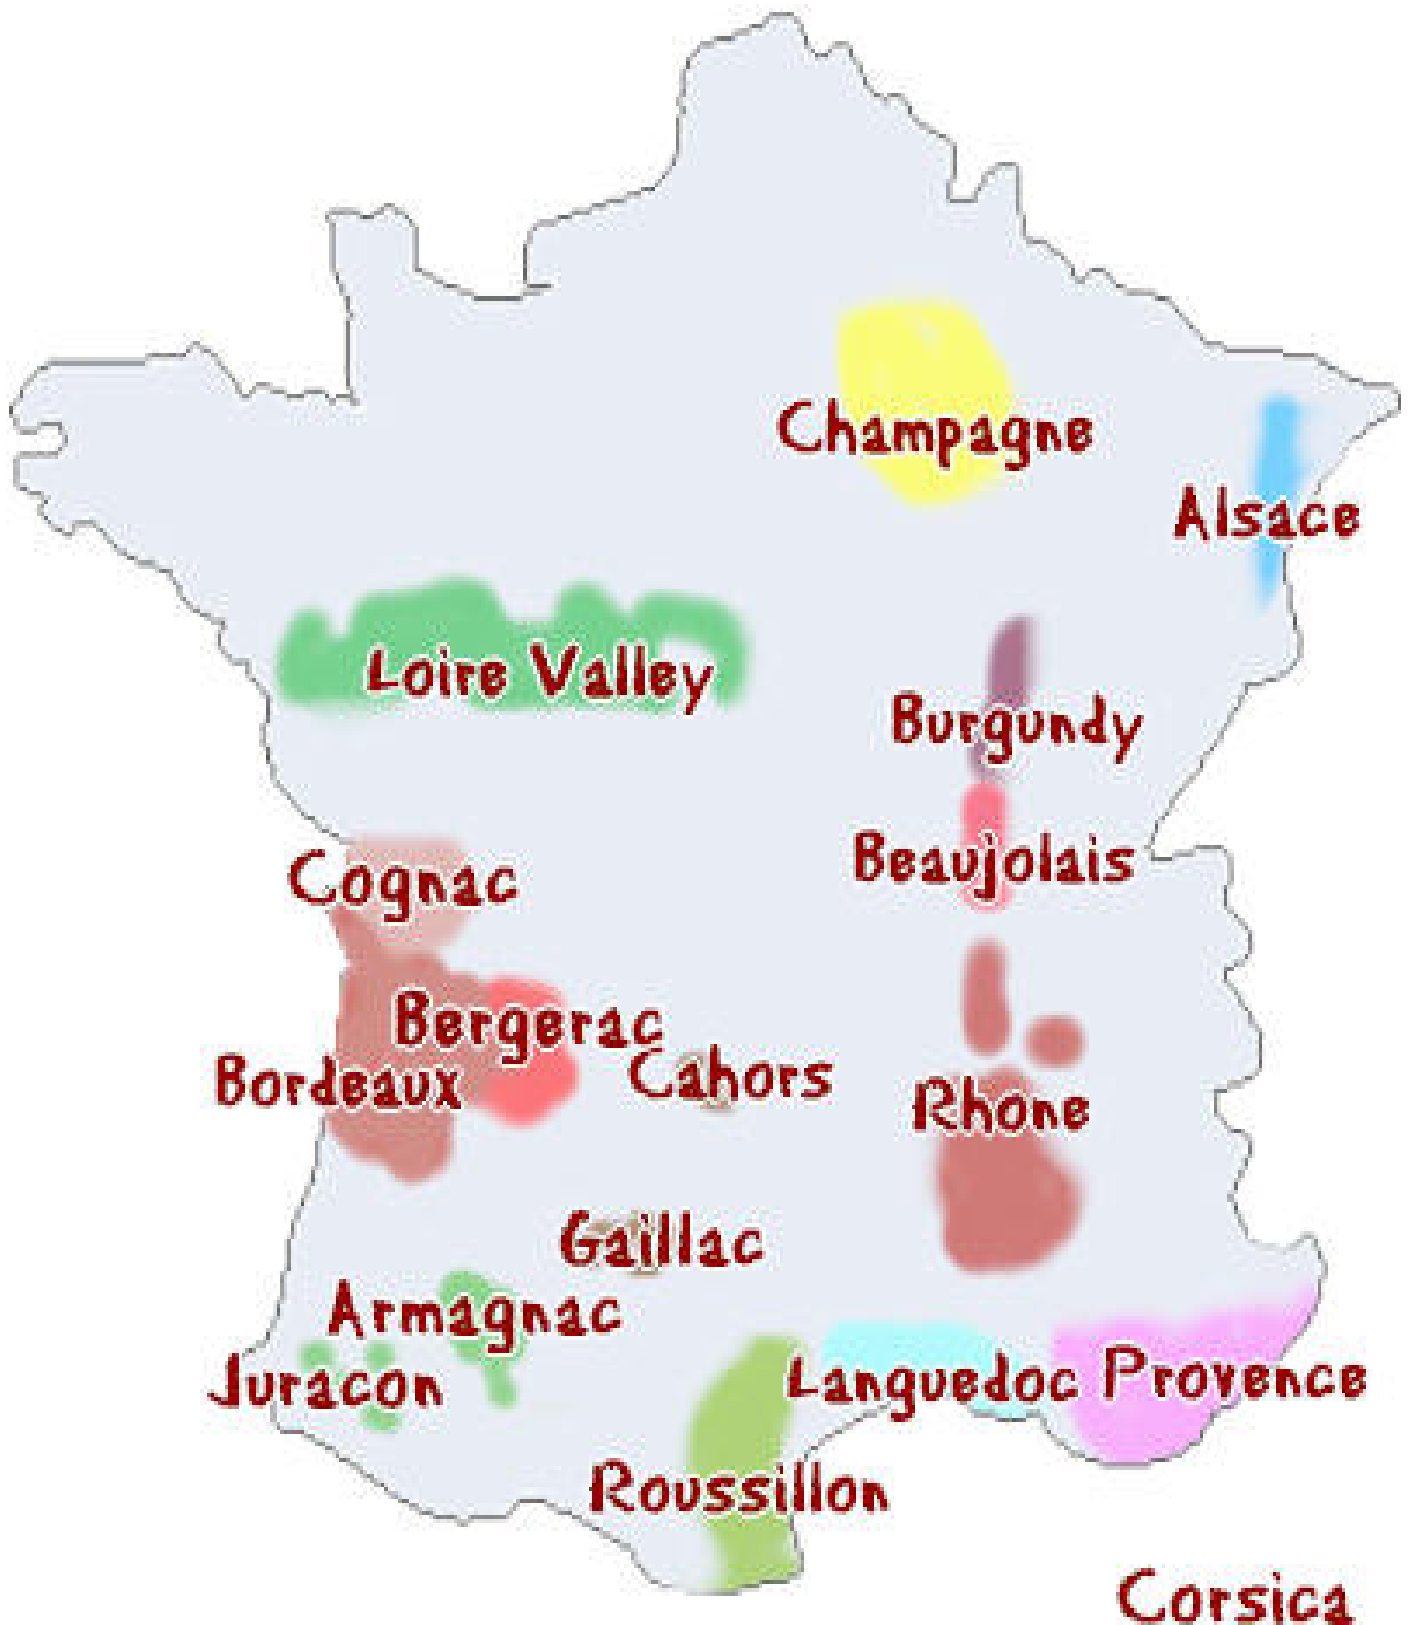 Champagne
Alsace
Loire Valley
Burgundy
Beaujolais
Cognac
Bergerac
Cahors
Bordeaux
Rhone
Gaillac
Armagnac
Juracon
Languedoc
Provence
Roussillon
Corsica